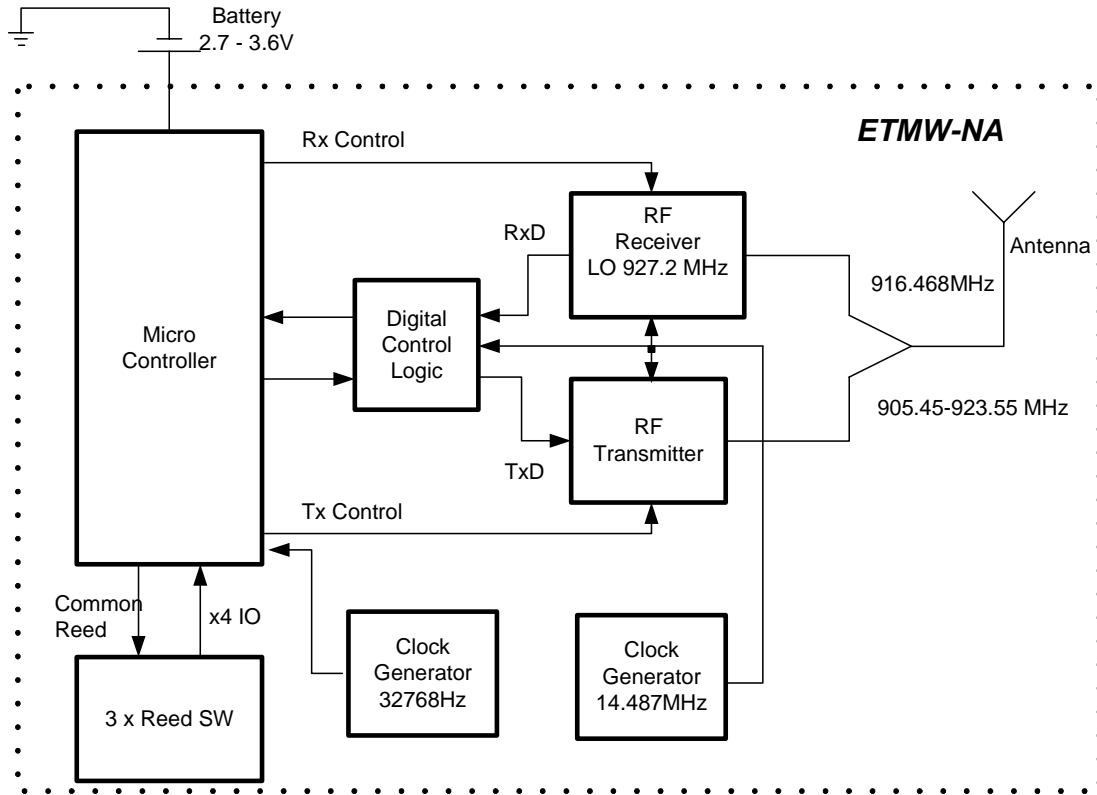 Battery
2.7 - 3.6V
ETMW-NA
Rx Control
RF
Receiver
LO 927.2 MHz
RxD
Antenna
916.468MHz
Micro
Controller
Digital
Control
Logic
905.45-923.55 MHz
RF
Transmitter
TxD
Tx Control
Common
Reed
x4 IO
Clock
Generator
32768Hz
Clock
Generator
14.487MHz
3 x Reed SW